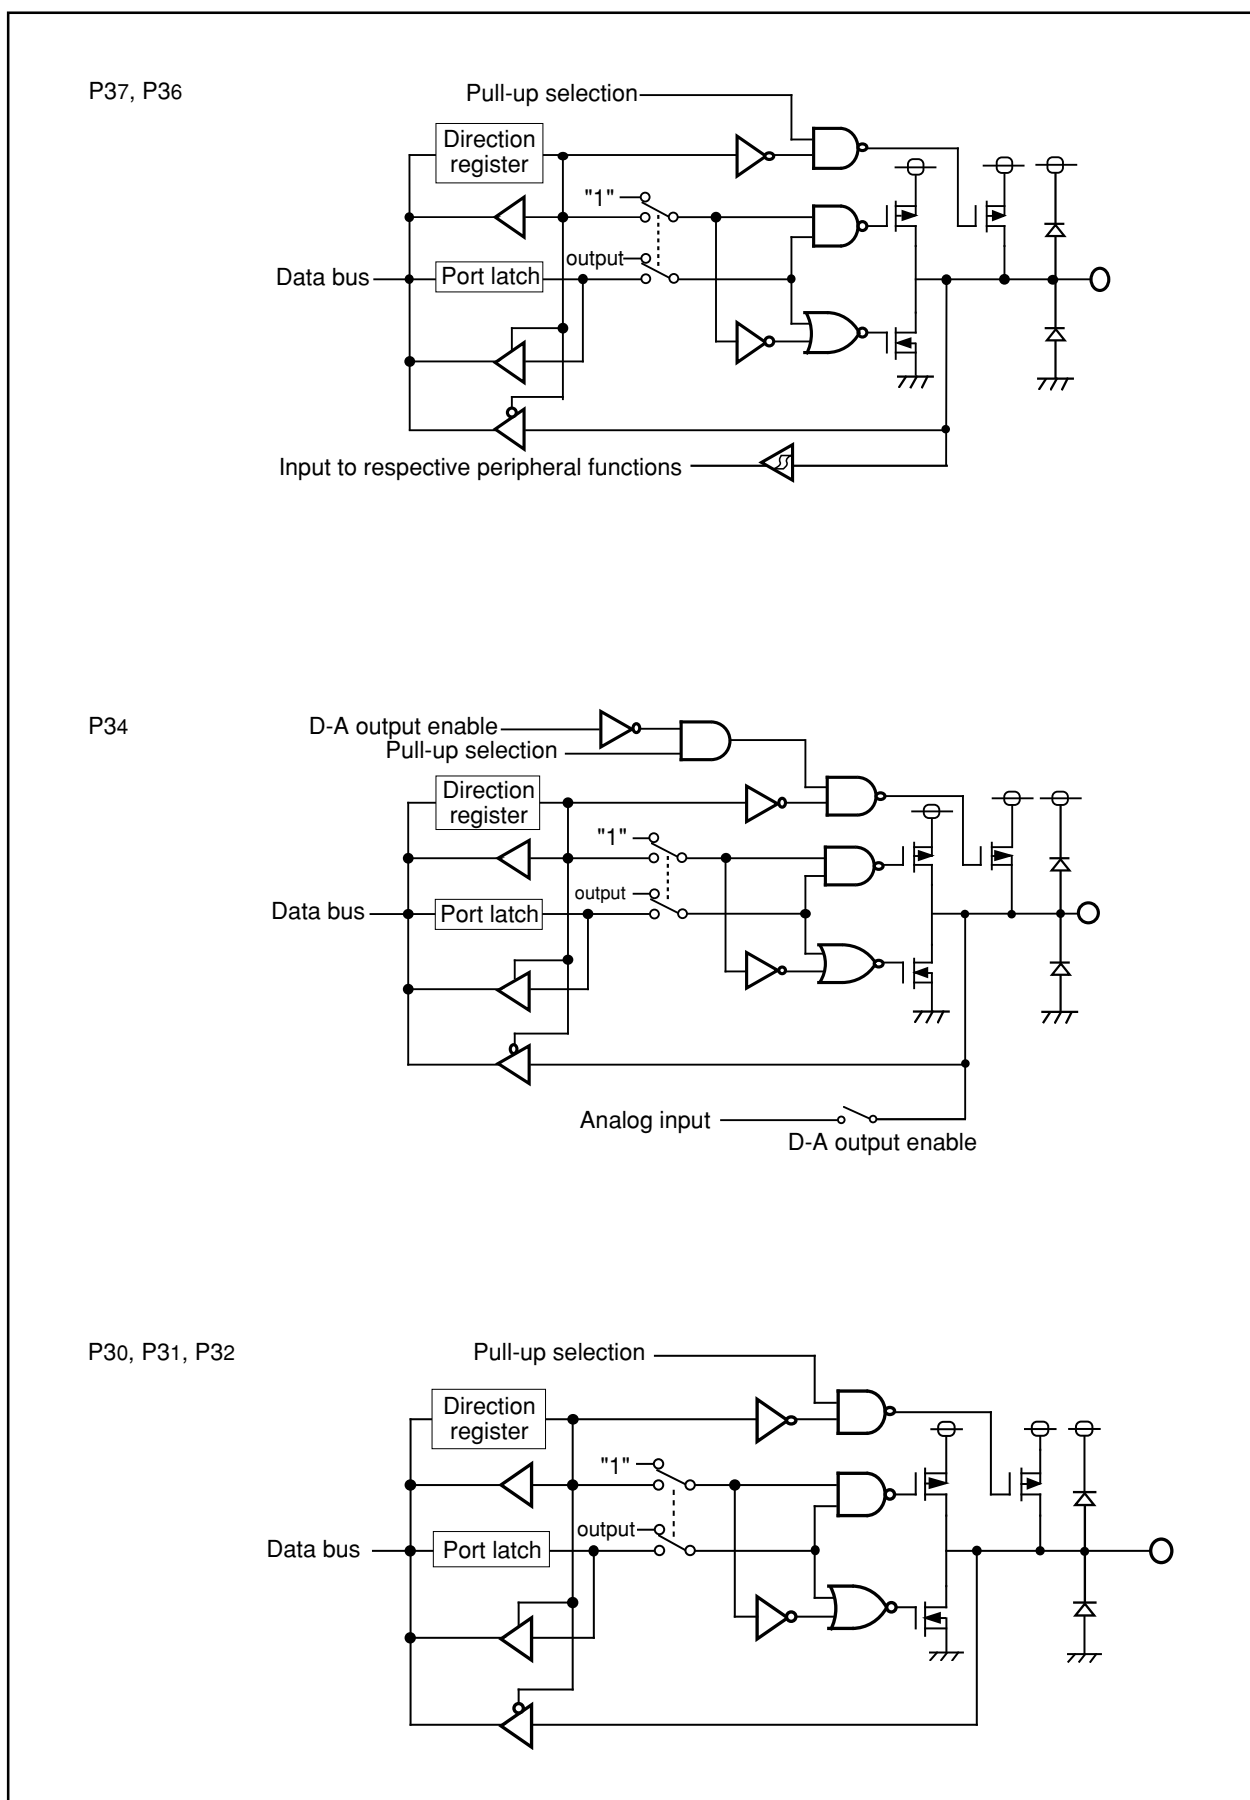 P37, P36
Pull-up selection
Direction
register
"1"
output
Data bus
Port latch
Input to respective peripheral functions
P34
D-A output enable
Pull-up selection
Direction
register
"1"
output
Data bus
Port latch
Analog input
D-A output enable
P30, P31, P32
Pull-up selection
Direction
register
"1"
output
Data bus
Port latch